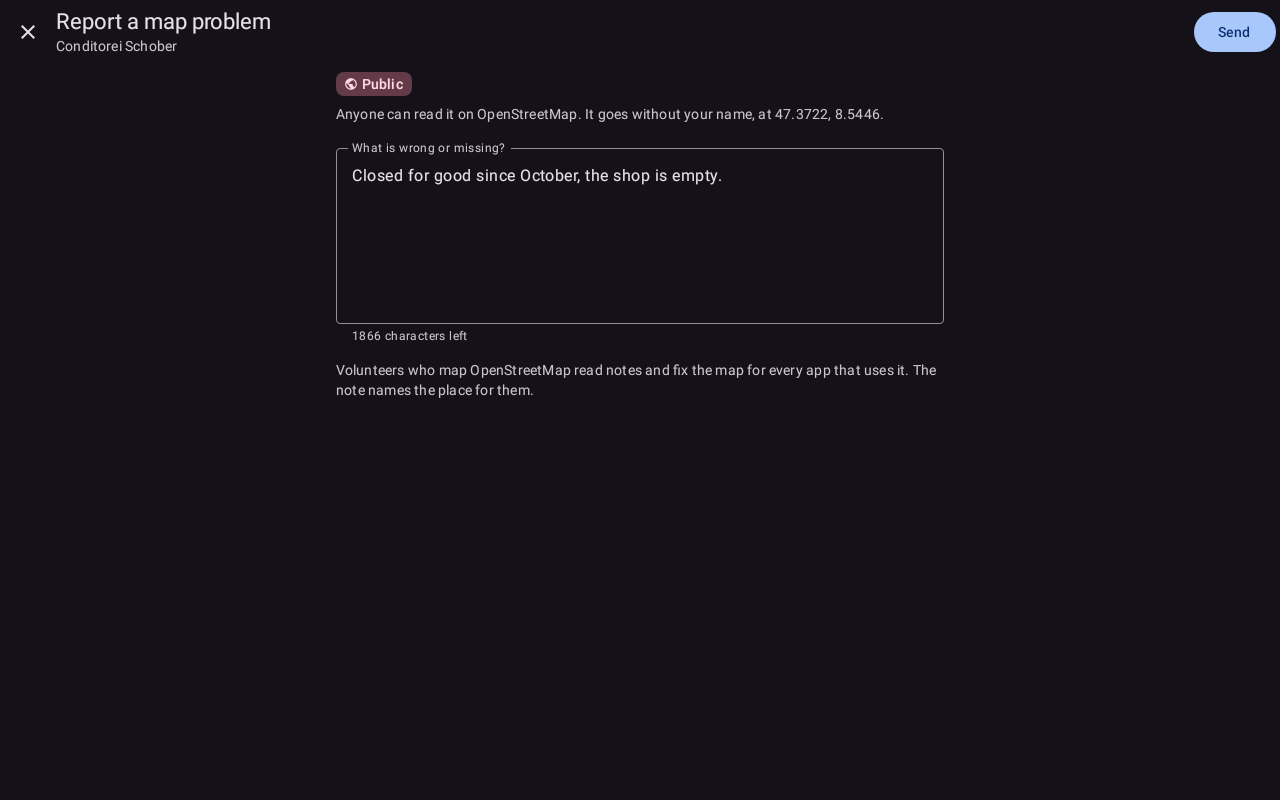 Report a map problem
Conditorei Schober
Send
Public
Anyone can read it on OpenStreetMap. It goes without your name, at 47.3722, 8.5446.
What is wrong or missing?
Closed for good since October, the shop is empty.
1866 characters left
Volunteers who map OpenStreetMap read notes and fix the map for every app that uses it. The
note names the place for them.